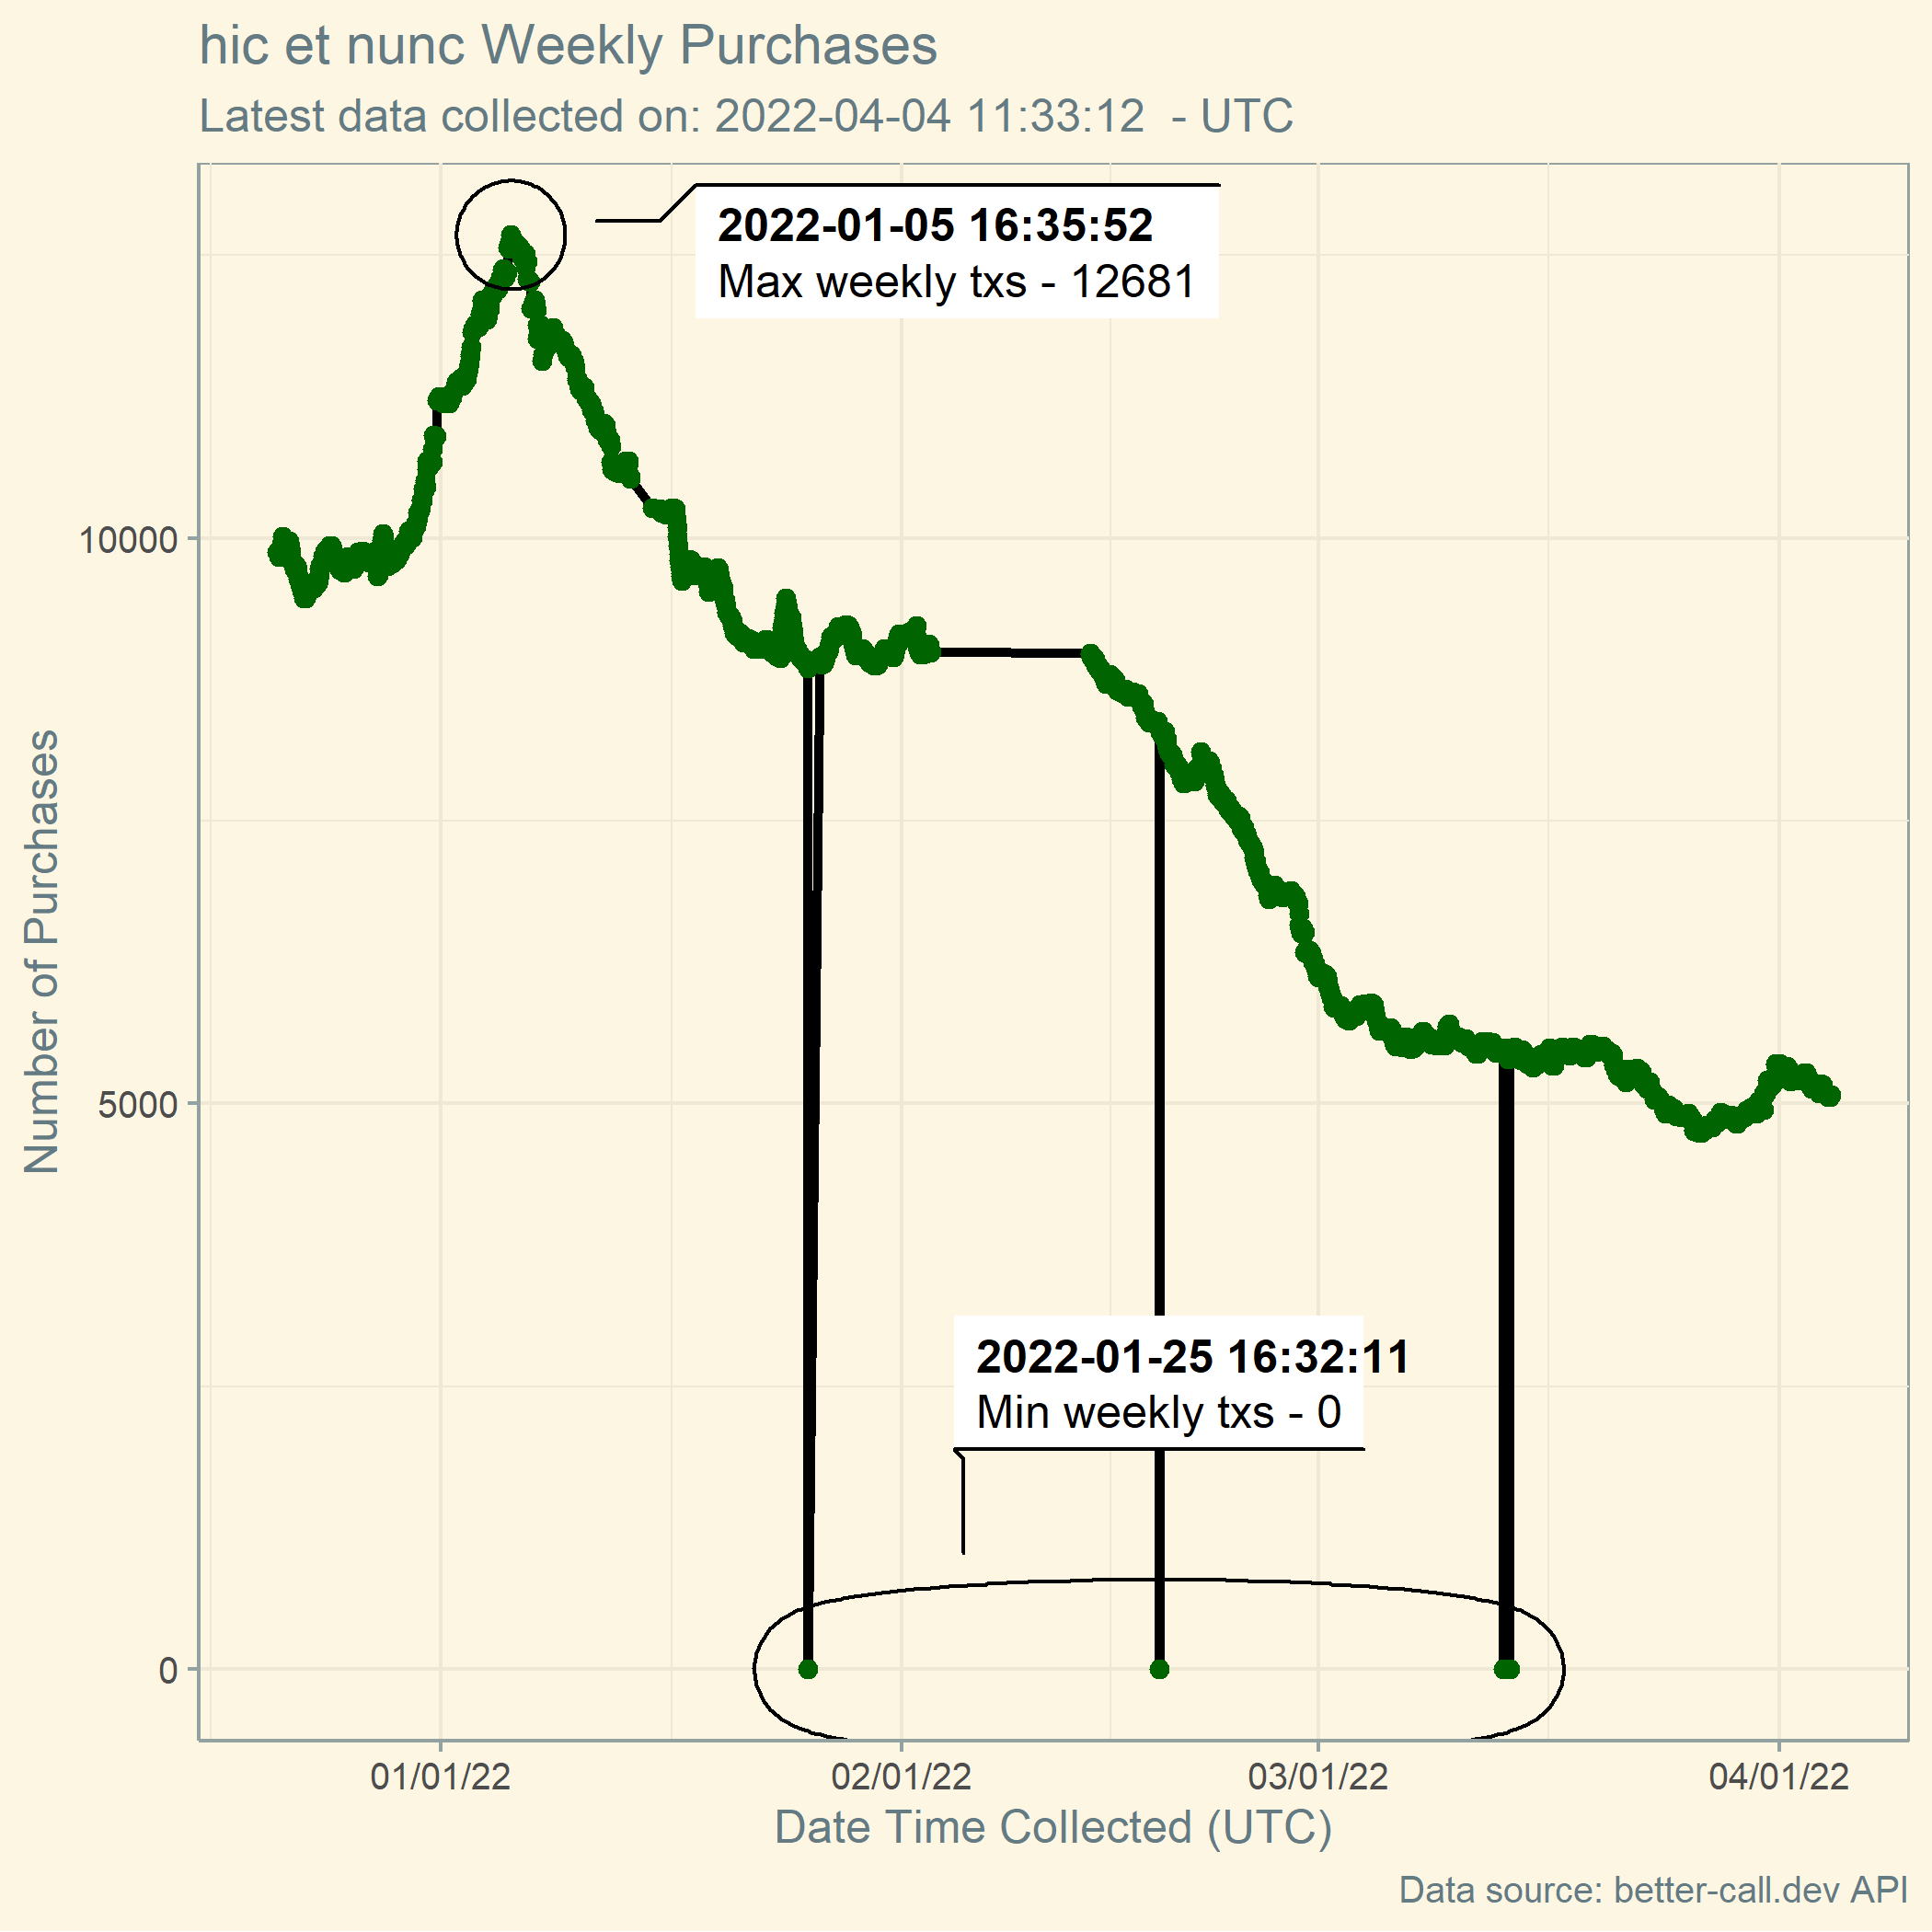 hic et nunc Weekly Purchases
Latest data collected on: 2022-04-04 11:33:12  - UTC
2022-01-05 16:35:52
Max weekly txs - 12681
Number of Purchases
10000
5000
0
2022-01-25 16:32:11
Min weekly txs - 0
01/01/22 02/01/22 03/01/22 04/01/22
Date Time Collected (UTC)
Data source: better-call.dev API